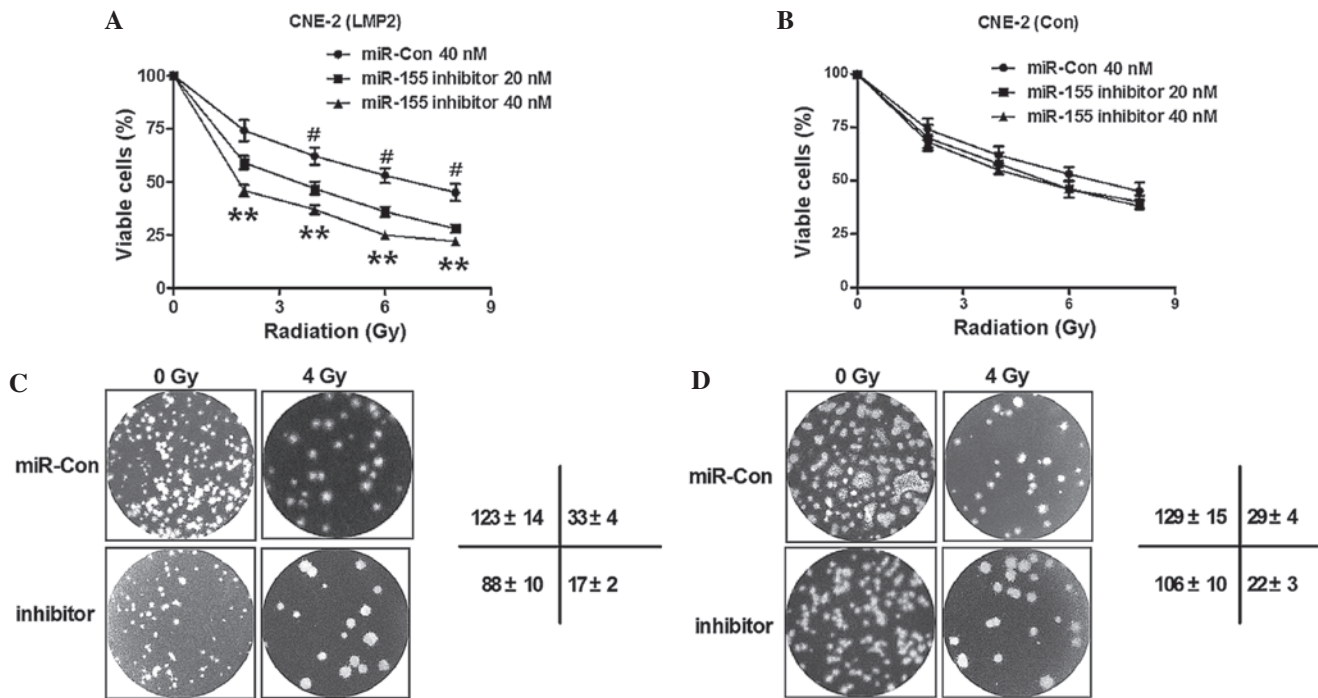 A
CNE-2 (LMP2)
miR-Con 40 nM
miR-155 inhibitor 20 nM
miR-155 inhibitor 40 nM
100
75
50
25
0
Viable cells (%)
# # #
** ** ** **
0 3 6 9
Radiation (Gy)
B
CNE-2 (Con)
miR-Con 40 nM
miR-155 inhibitor 20 nM
miR-155 inhibitor 40 nM
100
75
50
25
0
Viable cells (%)
0 3 6 9
Radiation (Gy)
C
0 Gy 4 Gy
miR-Con
inhibitor
123 ± 14 33 ± 4
88 ± 10 17 ± 2
D
0 Gy 4 Gy
miR-Con
inhibitor
129 ± 15 29 ± 4
106 ± 10 22 ± 3